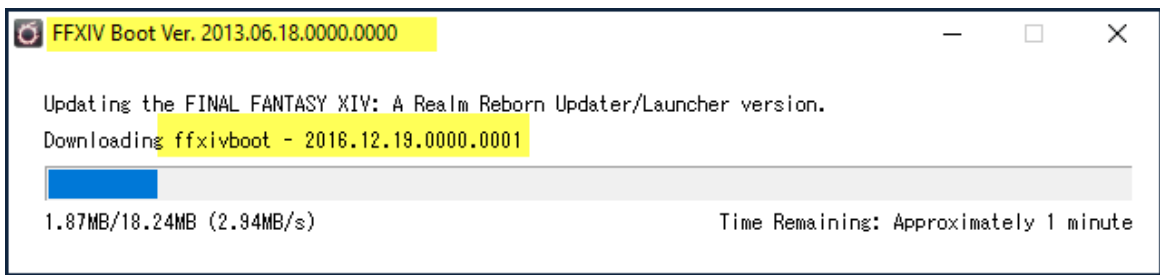 FFXIV Boot Ver. 2013.06.18.0000.0000
Updating the FINAL FANTASY XIV: A Realm Reborn Updater/Launcher version.
Downloading ffxivboot - 2016.12.19.0000.0001
1.87MB/18.24MB (2.94MB/s)
Time Remaining: Approximately 1 minute